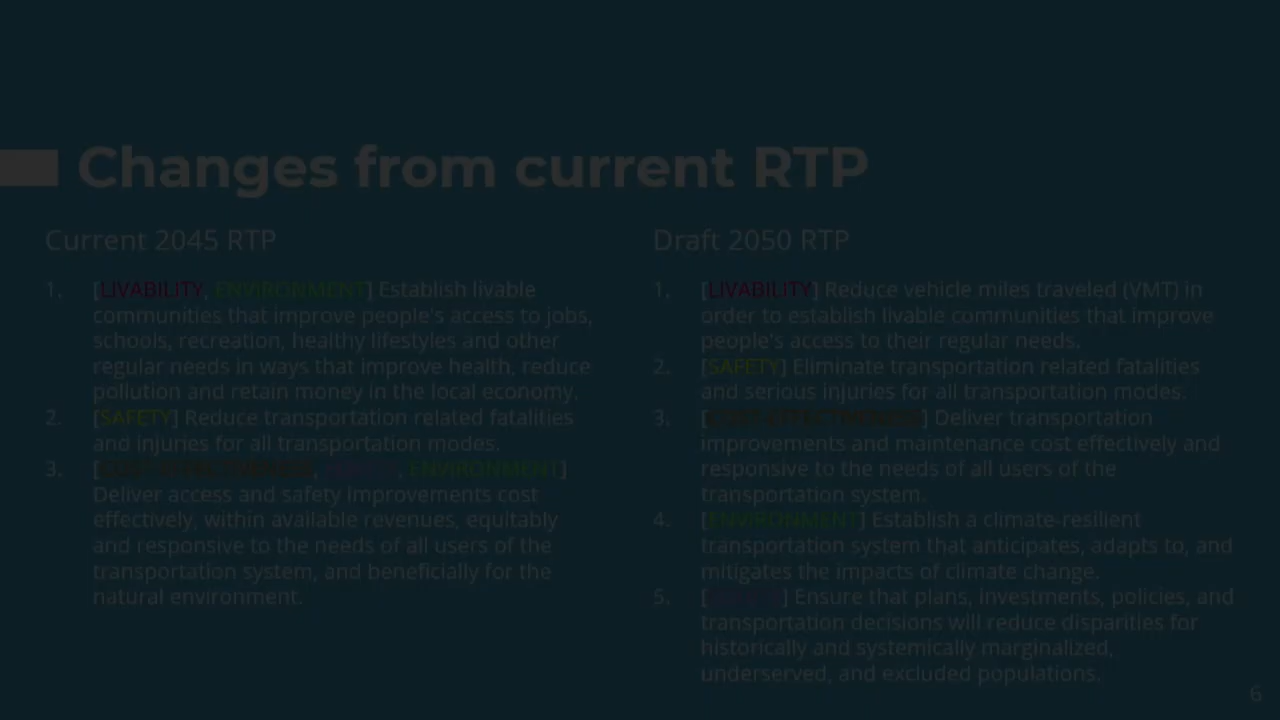 Changes from current RTP
Current 2045 RTP
1. [LIVABILITY, ENVIRONMENT] Establish livable
communities that improve people's access to jobs,
schools, recreation, healthy lifestyles and other
regular needs in ways that improve health, reduce
pollution and retain money in the local economy.
2. [SAFETY] Reduce transportation related fatalities
and injuries for all transportation modes.
3. [COST-EFFECTIVENESS, , ENVIRONMENT]
Deliver access and safety improvements cost
effectively, within available revenues, equitably
and responsive to the needs of all users of the
transportation system, and beneficially for the
natural environment.
Draft 2050 RTP
1. [LIVABILITY] Reduce vehicle miles traveled (VMT) in
order to establish livable communities that improve
people's access to their regular needs.
2. [SAFETY] Eliminate transportation related fatalities
and serious injuries for all transportation modes.
3. [COST-EFFECTIVENESS] Deliver transportation
improvements and maintenance cost effectively and
responsive to the needs of all users of the
transportation system.
4. [ENVIRONMENT] Establish a climate-resilient
transportation system that anticipates, adapts to, and
mitigates the impacts of climate change.
5. [] Ensure that plans, investments, policies, and
transportation decisions will reduce disparities for
historically and systemically marginalized,
underserved, and excluded populations.
6